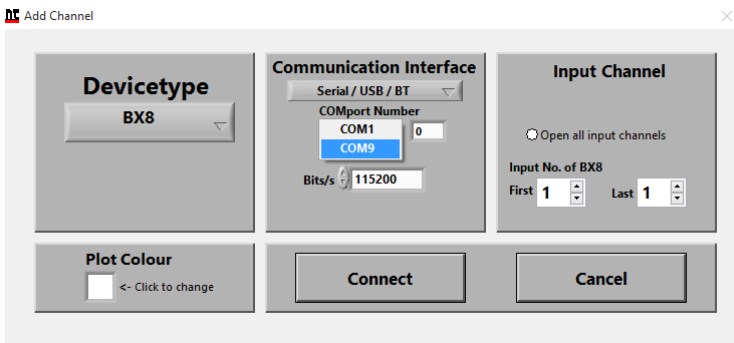 Add Channel
Devicetype
BX8
Communication Interface
Serial / USB / BT
COMport Number
COM1
0
COM9
Bits/s 115200
Input Channel
Open all input channels
Input No. of BX8
First 1 Last 1
Plot Colour
<- Click to change
Connect
Cancel